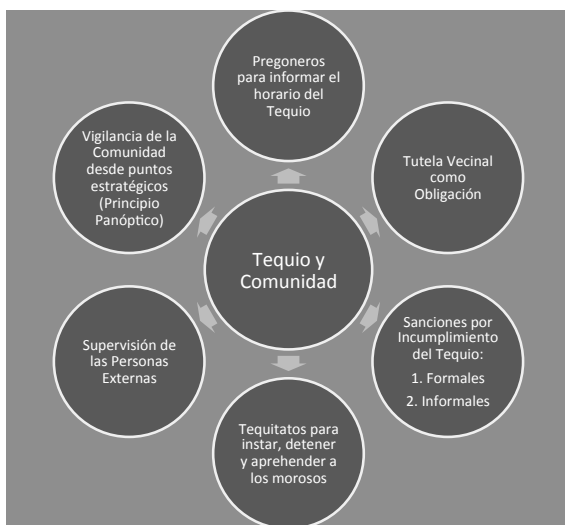 Pregoneros
para informar el
horario del
Tequio
Tutela Vecinal
como
Obligación
Sanciones por
Incumplimiento
del Tequio:
1. Formales
2. Informales
Tequitatos para
instar, detener
y aprehender a
los morosos
Supervisión de
las Personas
Externas
Vigilancia de la
Comunidad
desde puntos
estratégicos
(Principio
Panóptico)
Tequio y
Comunidad